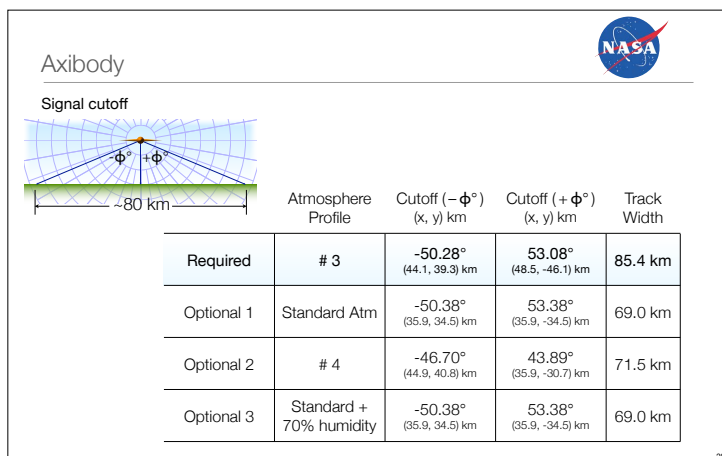 NASA
Axibody
Signal cutoff
-Φ° +Φ°
~80 km
Atmosphere Profile Cutoff (−Φ°) (x, y) km Cutoff (+Φ°) (x, y) km Track Width
Required # 3 -50.28° (44.1, 39.3) km 53.08° (48.5, -46.1) km 85.4 km
Optional 1 Standard Atm -50.38° (35.9, 34.5) km 53.38° (35.9, -34.5) km 69.0 km
Optional 2 # 4 -46.70° (44.9, 40.8) km 43.89° (35.9, -30.7) km 71.5 km
Optional 3 Standard + 70% humidity -50.38° (35.9, 34.5) km 53.38° (35.9, -34.5) km 69.0 km